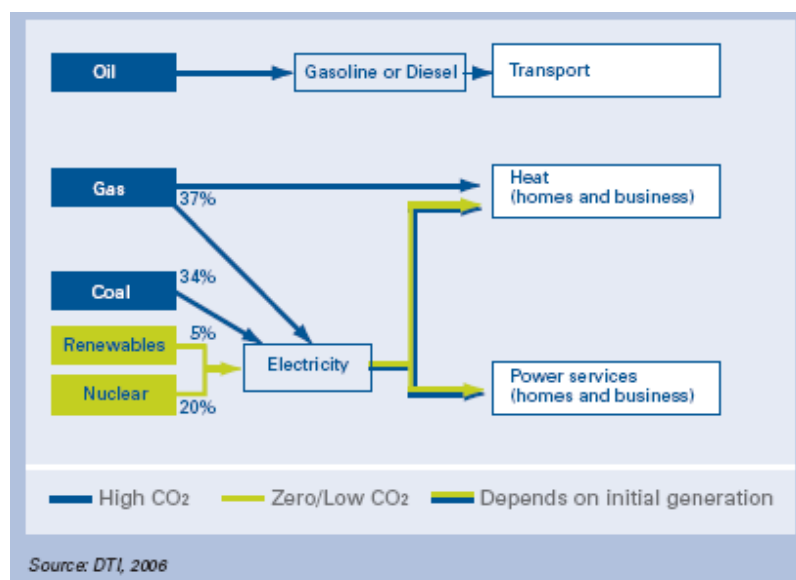 Oil
Gasoline or Diesel
Transport
Gas
37%
Heat
(homes and business)
Coal
34%
Renewables
5%
Electricity
Nuclear
20%
Power services
(homes and business)
High CO₂
Zero/Low CO₂
Depends on initial generation
Source: DTI, 2006